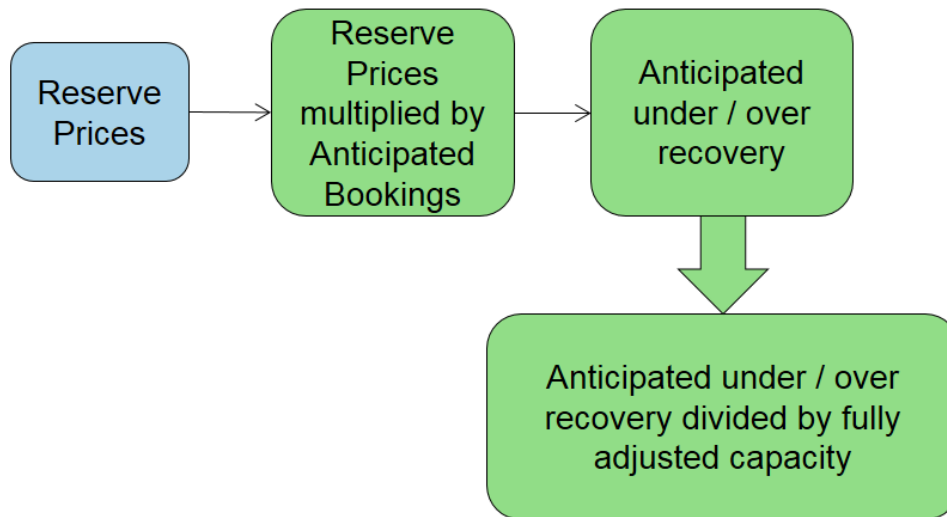 Reserve
Prices
Reserve
Prices
multiplied by
Anticipated
Bookings
Anticipated
under / over
recovery
Anticipated under / over
recovery divided by fully
adjusted capacity